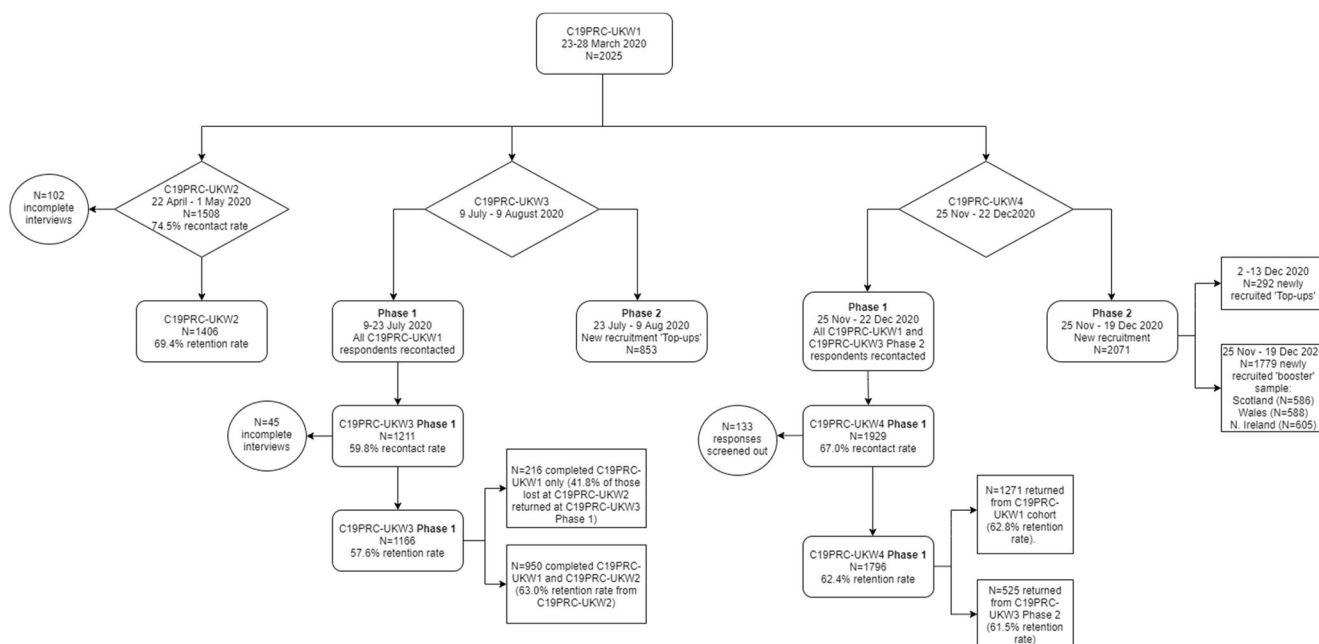 C19PRC-UKW1
23-28 March 2020
N=2025
N=102
incomplete
interviews
C19PRC-UKW2
22 April - 1 May 2020
N=1508
74.5% recontact rate
C19PRC-UKW3
9 July - 9 August 2020
C19PRC-UKW4
25 Nov - 22 Dec2020
C19PRC-UKW2
N=1406
69.4% retention rate
Phase 1
9-23 July 2020
All C19PRC-UKW1
respondents recontacted
Phase 2
23 July - 9 Aug 2020
New recruitment 'Top-ups'
N=853
Phase 1
25 Nov - 22 Dec 2020
All C19PRC-UKW1 and
C19PRC-UKW3 Phase 2
respondents recontacted
Phase 2
25 Nov - 19 Dec 2020
New recruitment
N=2071
2 -13 Dec 2020
N=292 newly
recruited 'Top-ups'
25 Nov - 19 Dec 2020
N=1779 newly
recruited 'booster'
sample:
Scotland (N=586)
Wales (N=588)
N. Ireland (N=605)
N=45
incomplete
interviews
C19PRC-UKW3 Phase 1
N=1211
59.8% recontact rate
N=133
responses
screened out
C19PRC-UKW4 Phase 1
N=1929
67.0% recontact rate
N=216 completed C19PRC-
UKW1 only (41.8% of those
lost at C19PRC-UKW2
returned at C19PRC-UKW3
Phase 1)
C19PRC-UKW3 Phase 1
N=1166
57.6% retention rate
N=950 completed C19PRC-
UKW1 and C19PRC-UKW2
(63.0% retention rate from
C19PRC-UKW2)
N=1271 returned
from C19PRC-
UKW1 cohort
(62.8% retention
rate).
C19PRC-UKW4 Phase 1
N=1796
62.4% retention rate
N=525 returned
from C19PRC-
UKW3 Phase 2
(61.5% retention
rate)